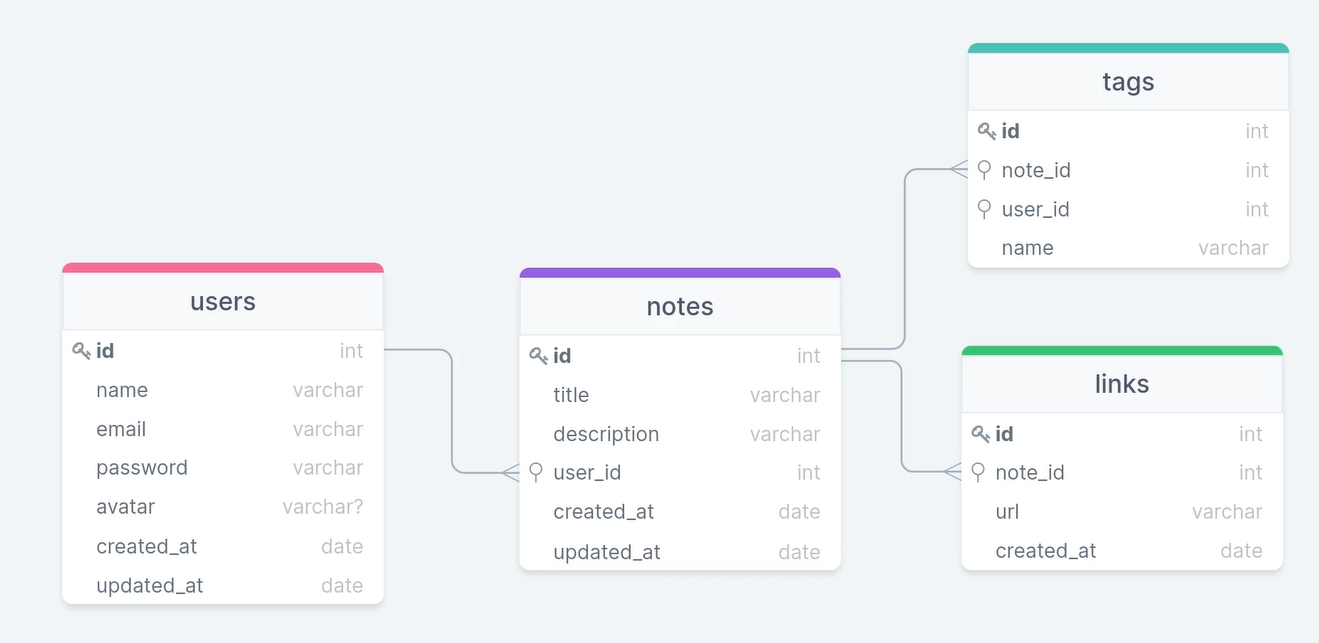 users
id int
name varchar
email varchar
password varchar
avatar varchar?
created_at date
updated_at date
notes
id int
title varchar
description varchar
user_id int
created_at date
updated_at date
tags
id int
note_id int
user_id int
name varchar
links
id int
note_id int
url varchar
created_at date